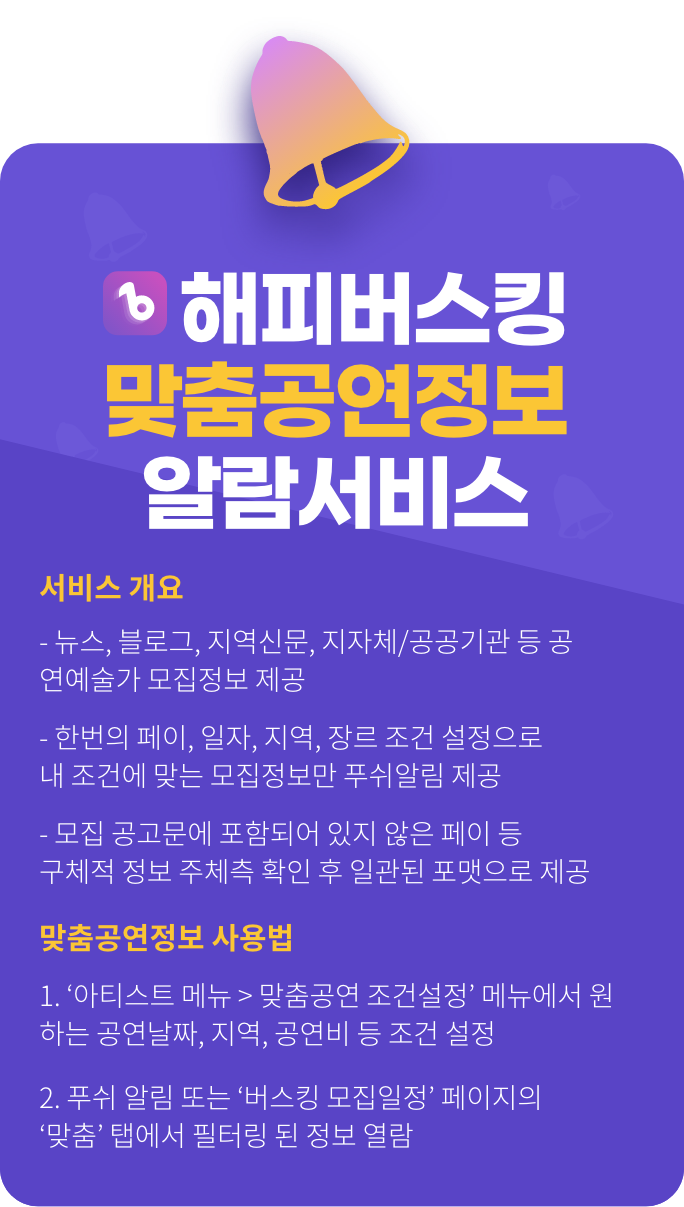 해피버스킹
맞춤공연정보
알람서비스
서비스 개요
- 뉴스, 블로그, 지역신문, 지자체/공공기관 등 공
연예술가 모집정보 제공
- 한번의 페이, 일자, 지역, 장르 조건 설정으로
내 조건에 맞는 모집정보만 푸쉬알림 제공
- 모집 공고문에 포함되어 있지 않은 페이 등
구체적 정보 주체측 확인 후 일관된 포맷으로 제공
맞춤공연정보 사용법
1. ‘아티스트 메뉴 > 맞춤공연 조건설정’ 메뉴에서 원
하는 공연날짜, 지역, 공연비 등 조건 설정
2. 푸쉬 알림 또는 ‘버스킹 모집일정’ 페이지의
‘맞춤’ 탭에서 필터링 된 정보 열람